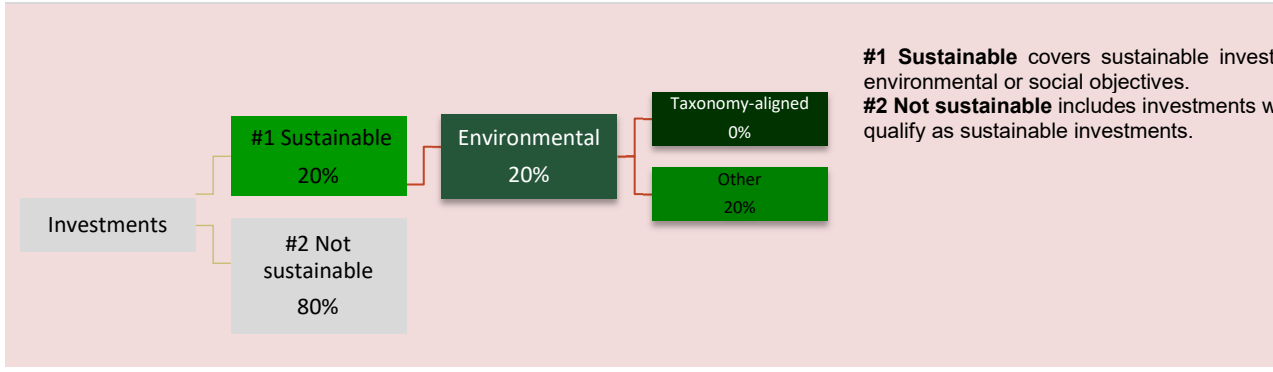 Investments
#1 Sustainable
20%
#2 Not
sustainable
80%
Environmental
20%
Taxonomy-aligned
0%
Other
20%
#1 Sustainable covers sustainable invest
environmental or social objectives.
#2 Not sustainable includes investments w
qualify as sustainable investments.